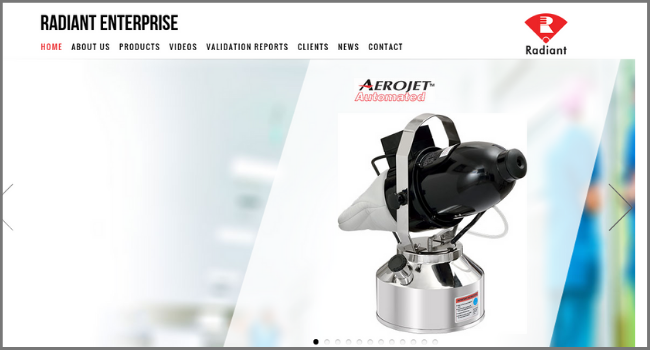 RADIANT ENTERPRISE
HOME ABOUT US PRODUCTS VIDEOS VALIDATION REPORTS CLIENTS NEWS CONTACT
R
Radiant
AEROJET™
Automated